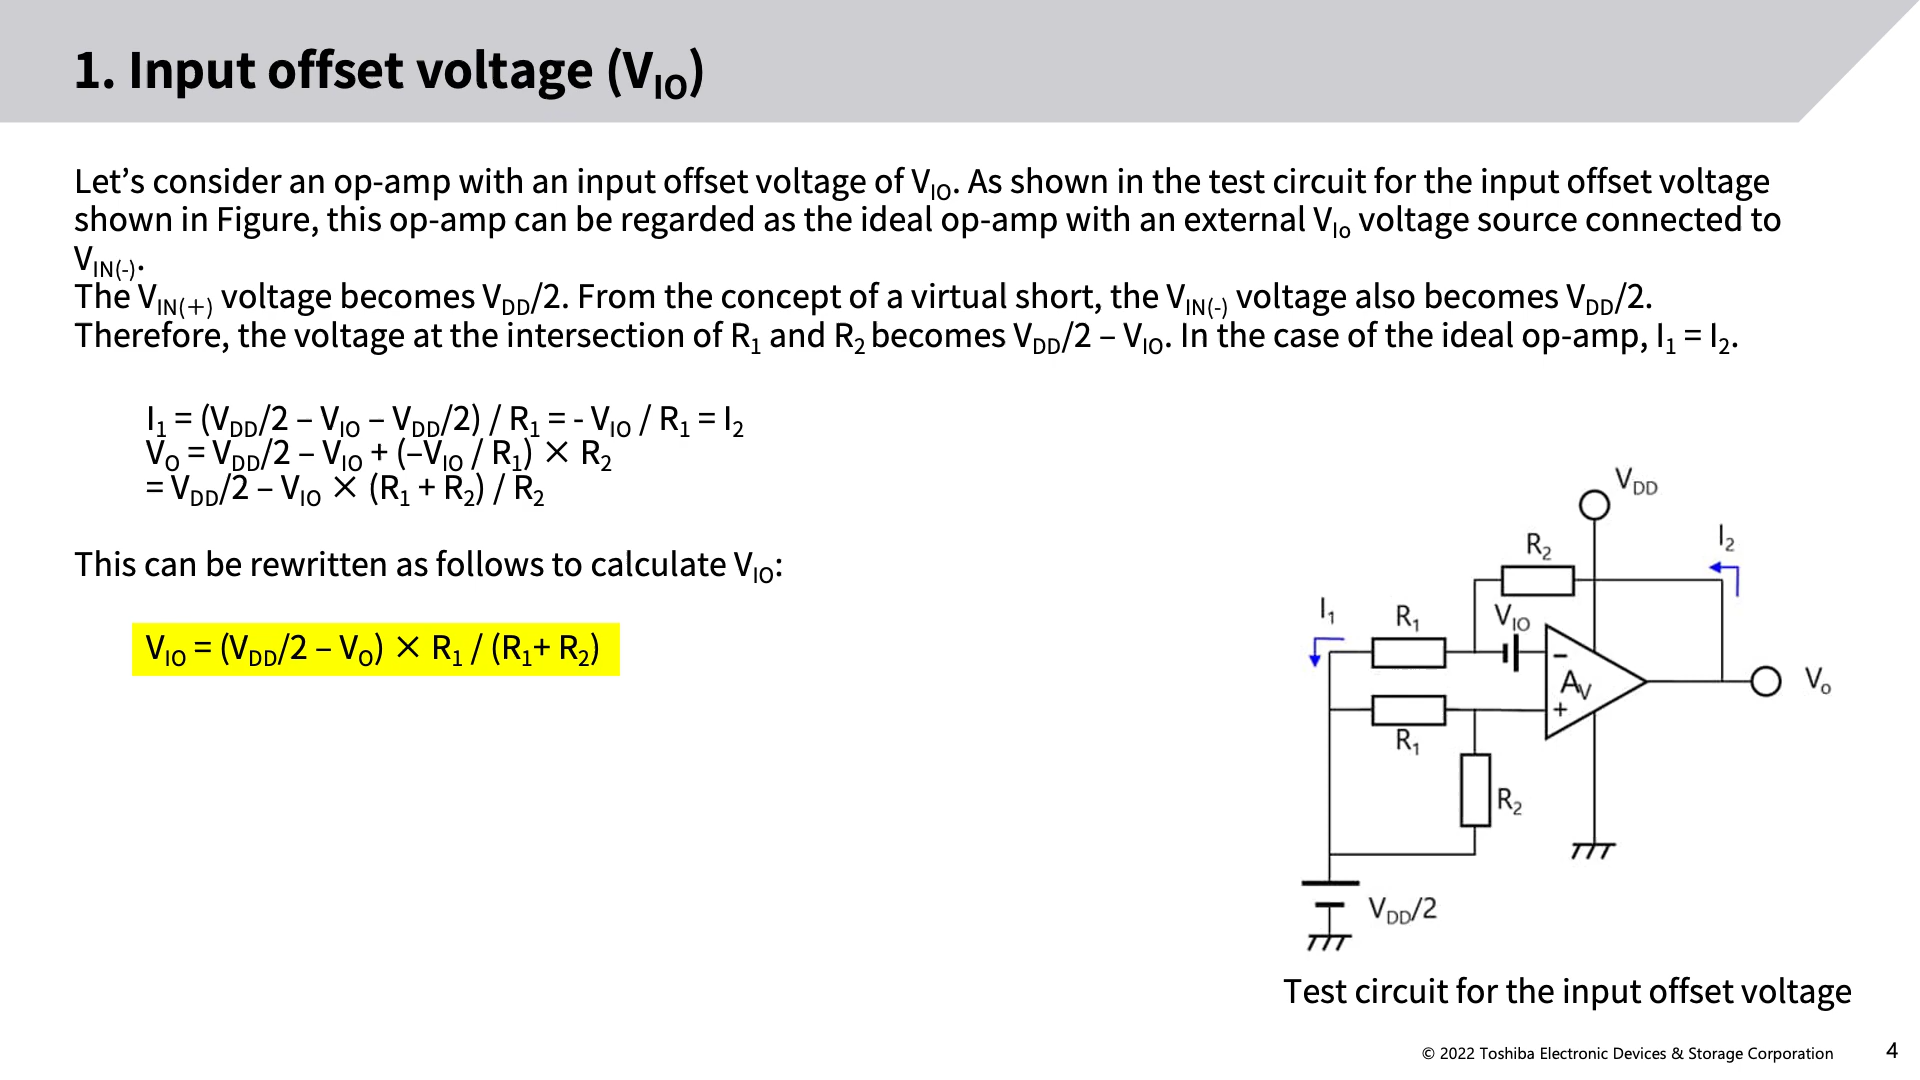 1. Input offset voltage (VIO)
Let’s consider an op-amp with an input offset voltage of VIO. As shown in the test circuit for the input offset voltage
shown in Figure, this op-amp can be regarded as the ideal op-amp with an external VIo voltage source connected to
VIN(-).
The VIN(+) voltage becomes VDD/2. From the concept of a virtual short, the VIN(-) voltage also becomes VDD/2.
Therefore, the voltage at the intersection of R1 and R2 becomes VDD/2 – VIO. In the case of the ideal op-amp, I1 = I2.
I1 = (VDD/2 – VIO – VDD/2) / R1 = - VIO / R1 = I2
VO = VDD/2 – VIO + (–VIO / R1) × R2
= VDD/2 – VIO × (R1 + R2) / R2
This can be rewritten as follows to calculate VIO:
VIO = (VDD/2 – VO) × R1 / (R1+ R2)
VDD
I2
R2
I1
R1
VIO
−
AV
+
Vo
R1
R2
VDD/2
Test circuit for the input offset voltage
© 2022 Toshiba Electronic Devices & Storage Corporation
4